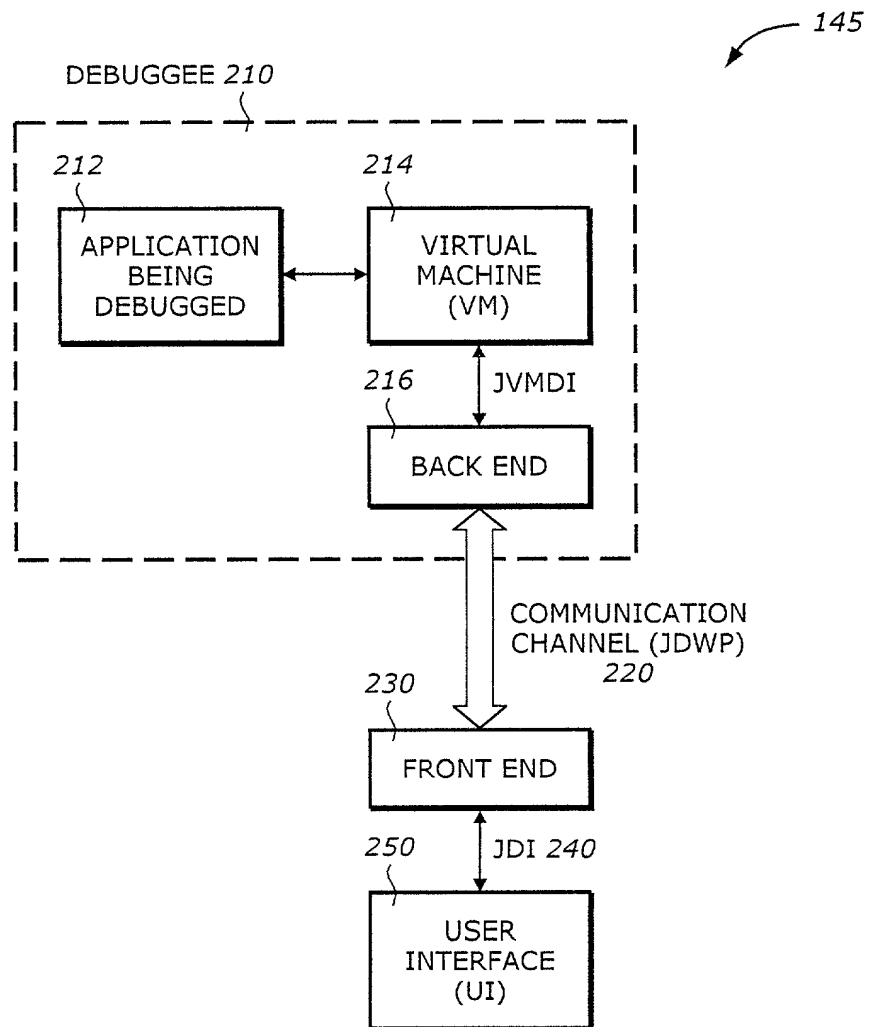 145
DEBUGGEE 210
212
214
APPLICATION
BEING
DEBUGGED
VIRTUAL
MACHINE
(VM)
216
JVMDI
BACK END
COMMUNICATION
CHANNEL (JDWP)
220
230
FRONT END
250
JDI 240
USER
INTERFACE
(UI)